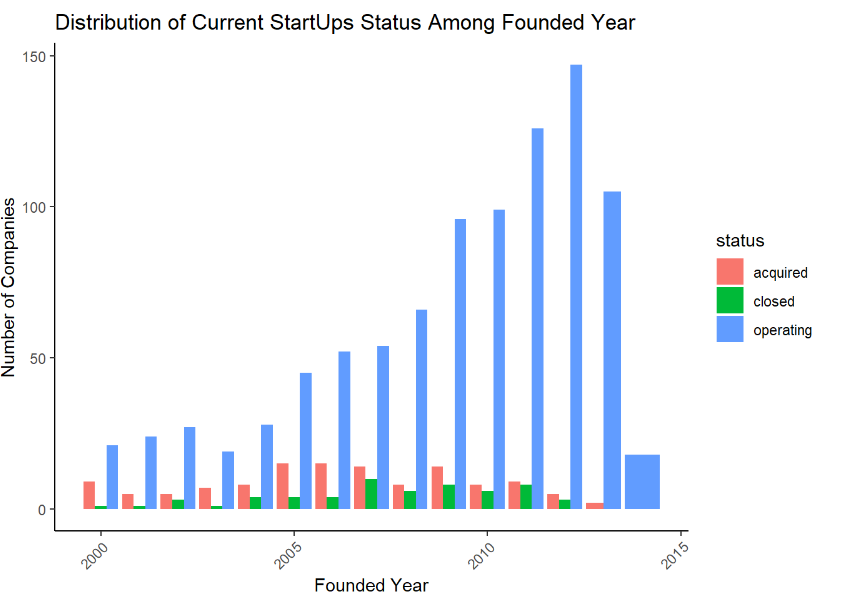 Distribution of Current StartUps Status Among Founded Year
Number of Companies
150
100
50
0
2000
2005
2010
2015
Founded Year
status
acquired
closed
operating